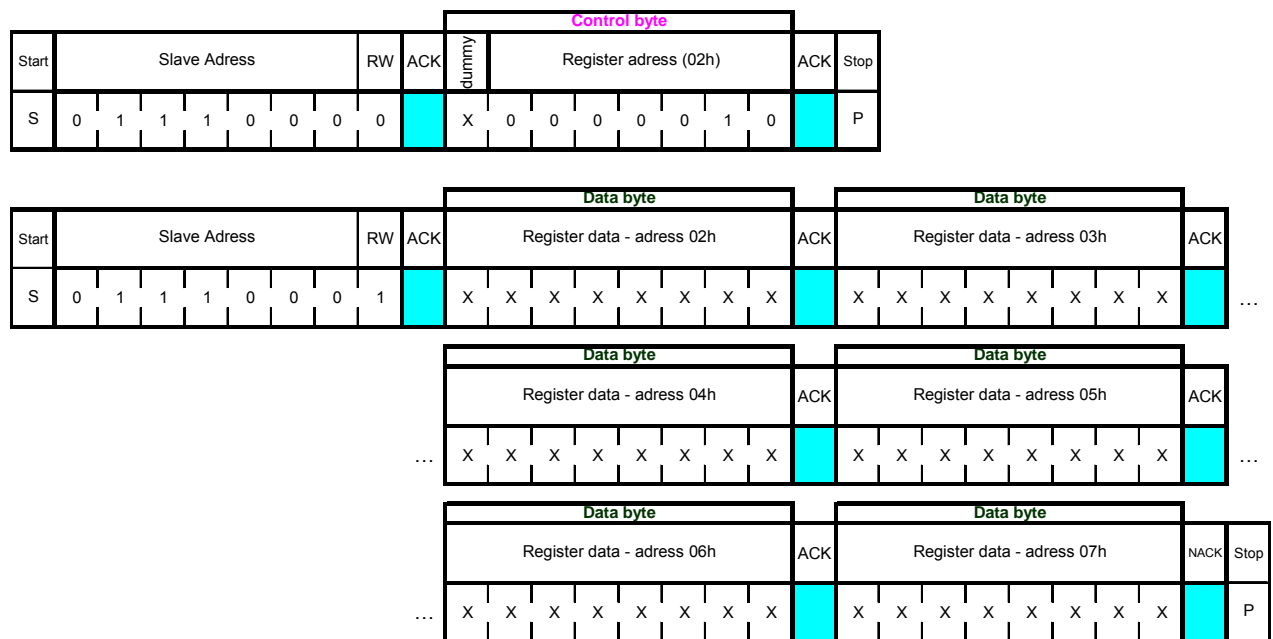 Control byte
Start Slave Adress RW ACK dummy Register adress (02h) ACK Stop
S 0 1 1 1 0 0 0 0 X 0 0 0 0 0 1 0 P
Data byte Data byte
Start Slave Adress RW ACK Register data - adress 02h ACK Register data - adress 03h ACK
S 0 1 1 1 0 0 0 1 X X X X X X X X X X X X X X X X ...
Data byte Data byte
Register data - adress 04h ACK Register data - adress 05h ACK
... X X X X X X X X X X X X X X X X ...
Data byte Data byte
Register data - adress 06h ACK Register data - adress 07h NACK Stop
... X X X X X X X X X X X X X X X X P